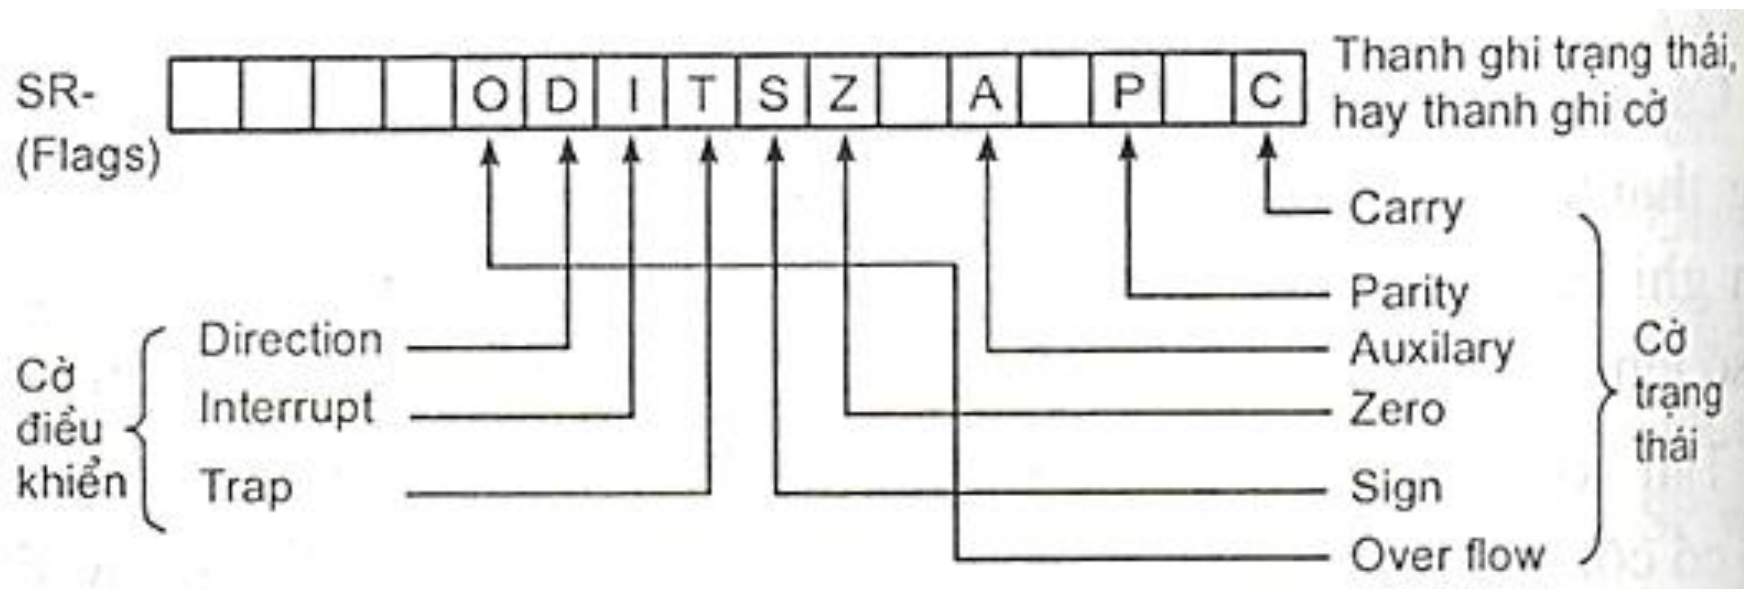 SR-
(Flags)
O D I T S Z A P C
Thanh ghi trạng thái,
hay thanh ghi cờ
Carry
Parity
Auxilary
Zero
Sign
Over flow
Cờ
trạng
thái
Direction
Interrupt
Trap
Cờ
điều
khiển